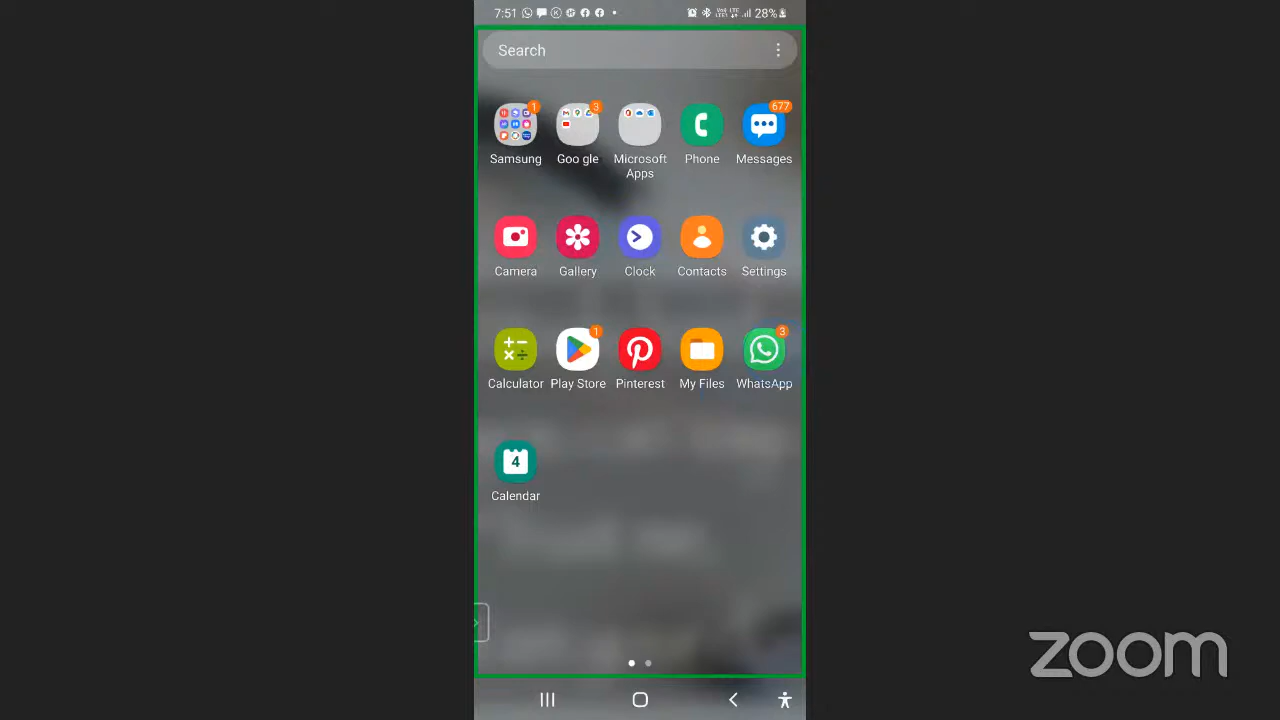 7:51 28%
Search
1 3 677
Samsung Goo gle Microsoft Apps Phone Messages
Camera Gallery Clock Contacts Settings
1 3
Calculator Play Store Pinterest My Files WhatsApp
4
Calendar
zoom